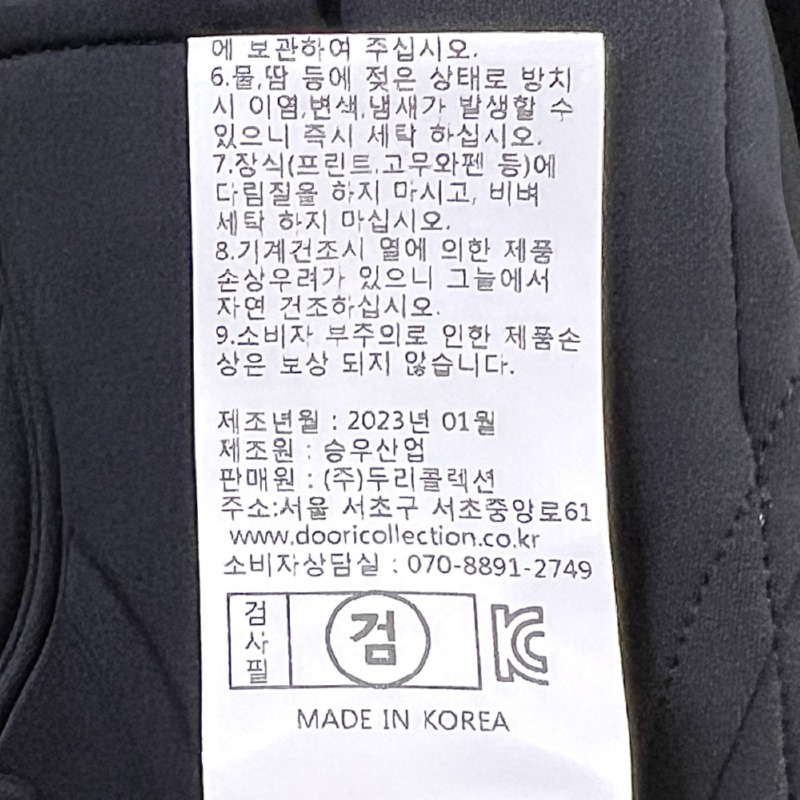 에 보관하여 주십시오.
6.물,땀 등에 젖은 상태로 방치
시 이염,변색,냄새가 발생할 수
있으니 즉시 세탁 하십시오.
7.장식(프린트,고무와펜 등)에
다림질을 하지 마시고, 비벼
세탁 하지 마십시오.
8.기계건조시 열에 의한 제품
손상우려가 있으니 그늘에서
자연 건조하십시오.
9.소비자 부주의로 인한 제품손
상은 보상 되지 않습니다.
제조년월 : 2023년 01월
제조원 : 승우산업
판매원 : (주)두리콜렉션
주소:서울 서초구 서초중앙로61
www.dooricollection.co.kr
소비자상담실 : 070-8891-2749
검사필
검
KC
MADE IN KOREA